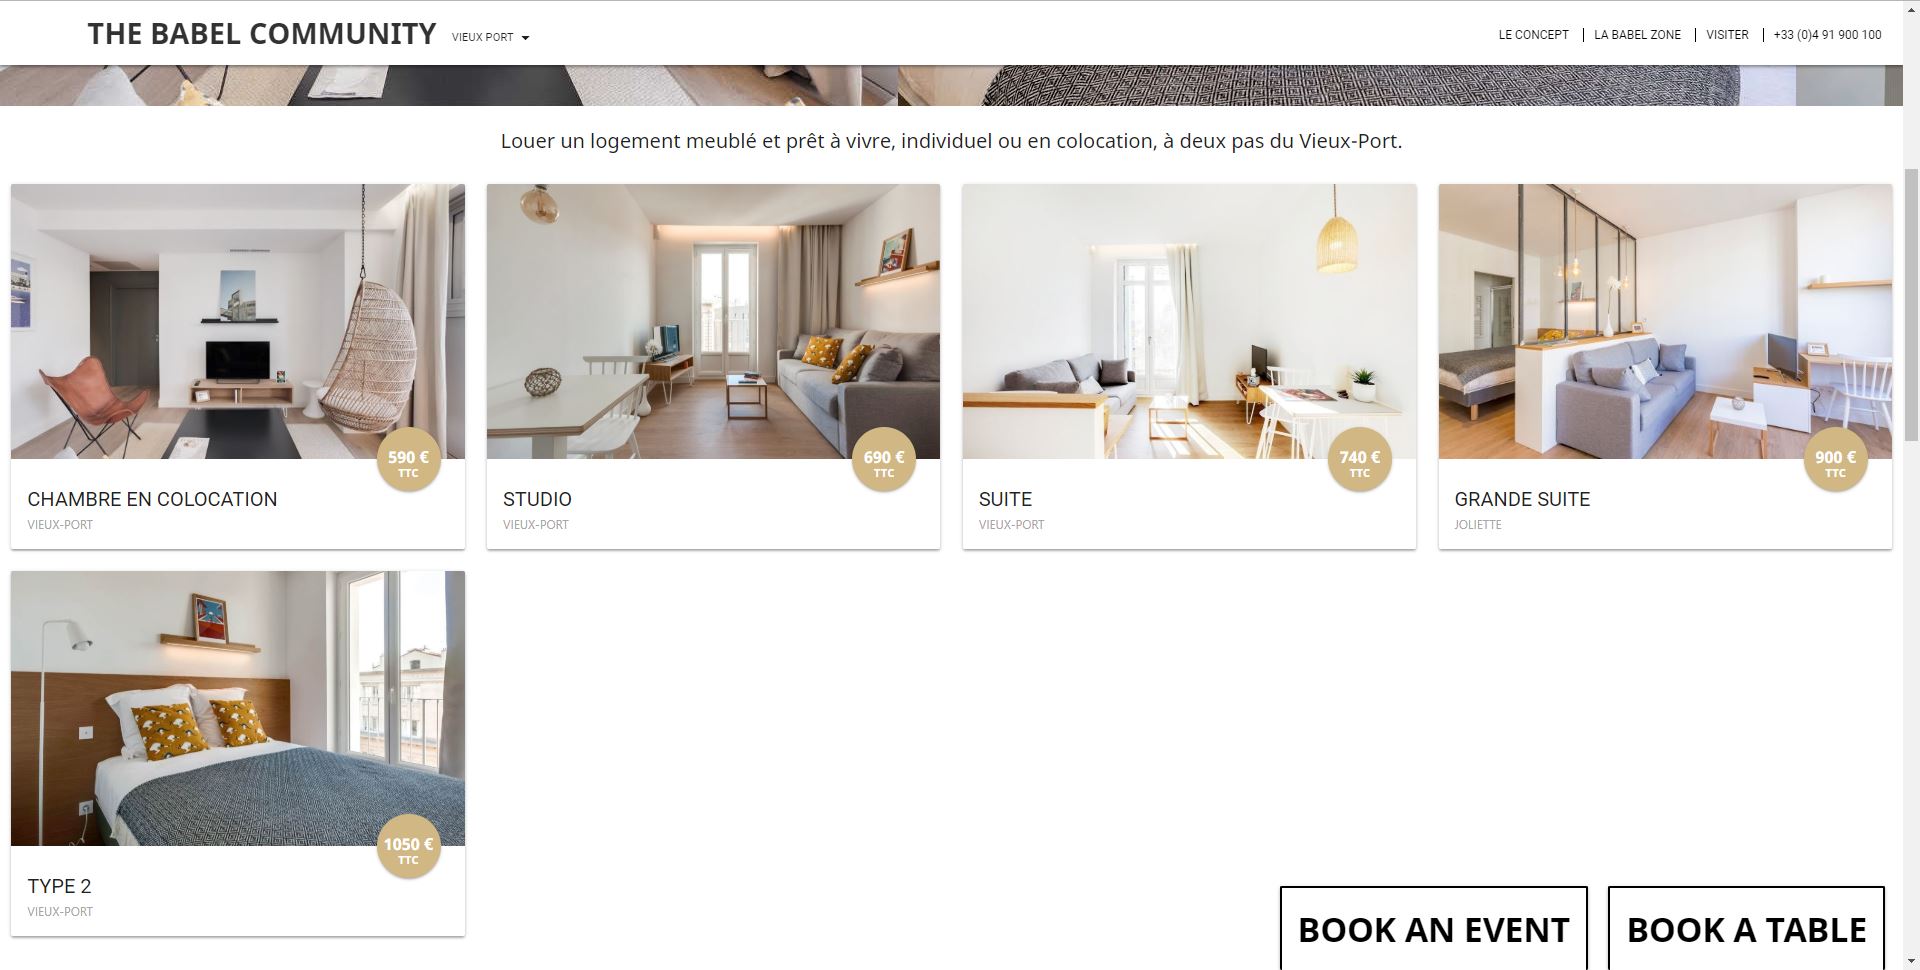 THE BABEL COMMUNITY
VIEUX PORT
LE CONCEPT
LA BABEL ZONE
VISITER
+33 (0)4 91 900 100
Louer un logement meublé et prêt à vivre, individuel ou en colocation, à deux pas du Vieux-Port.
590 €
TTC
CHAMBRE EN COLOCATION
VIEUX-PORT
690 €
TTC
STUDIO
VIEUX-PORT
740 €
TTC
SUITE
VIEUX-PORT
900 €
TTC
GRANDE SUITE
JOLIETTE
1050 €
TTC
TYPE 2
VIEUX-PORT
BOOK AN EVENT
BOOK A TABLE